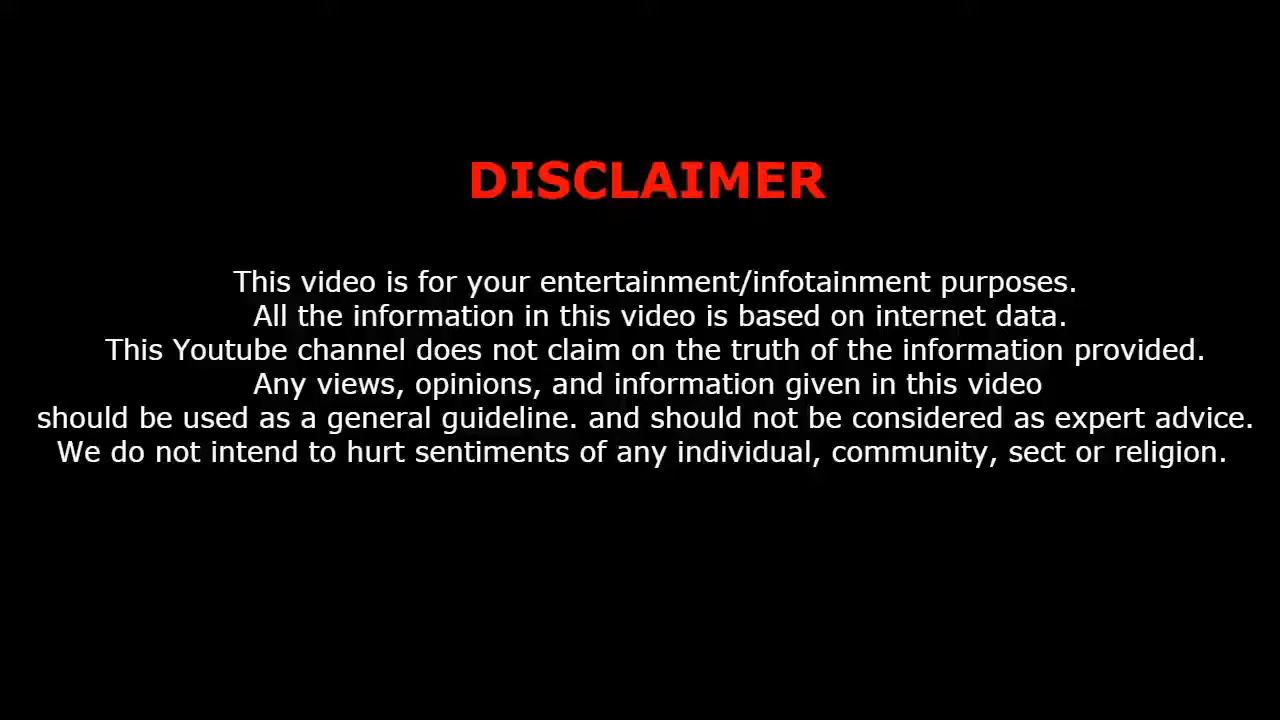 DISCLAIMER
This video is for your entertainment/infotainment purposes.
All the information in this video is based on internet data.
This Youtube channel does not claim on the truth of the information provided.
Any views, opinions, and information given in this video
should be used as a general guideline. and should not be considered as expert advice.
We do not intend to hurt sentiments of any individual, community, sect or religion.